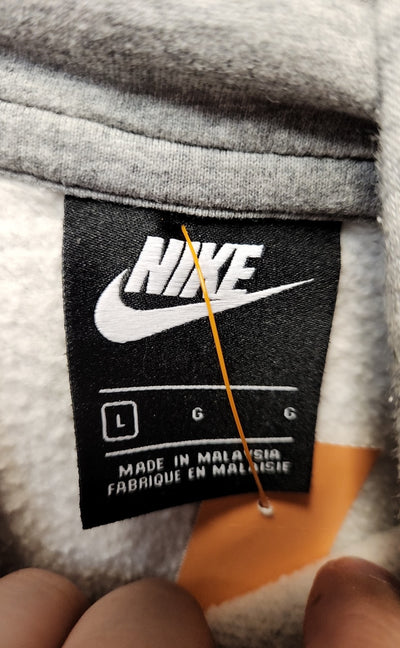 NIKE
L G G
MADE IN MALAYSIA
FABRIQUE EN MALAISIE